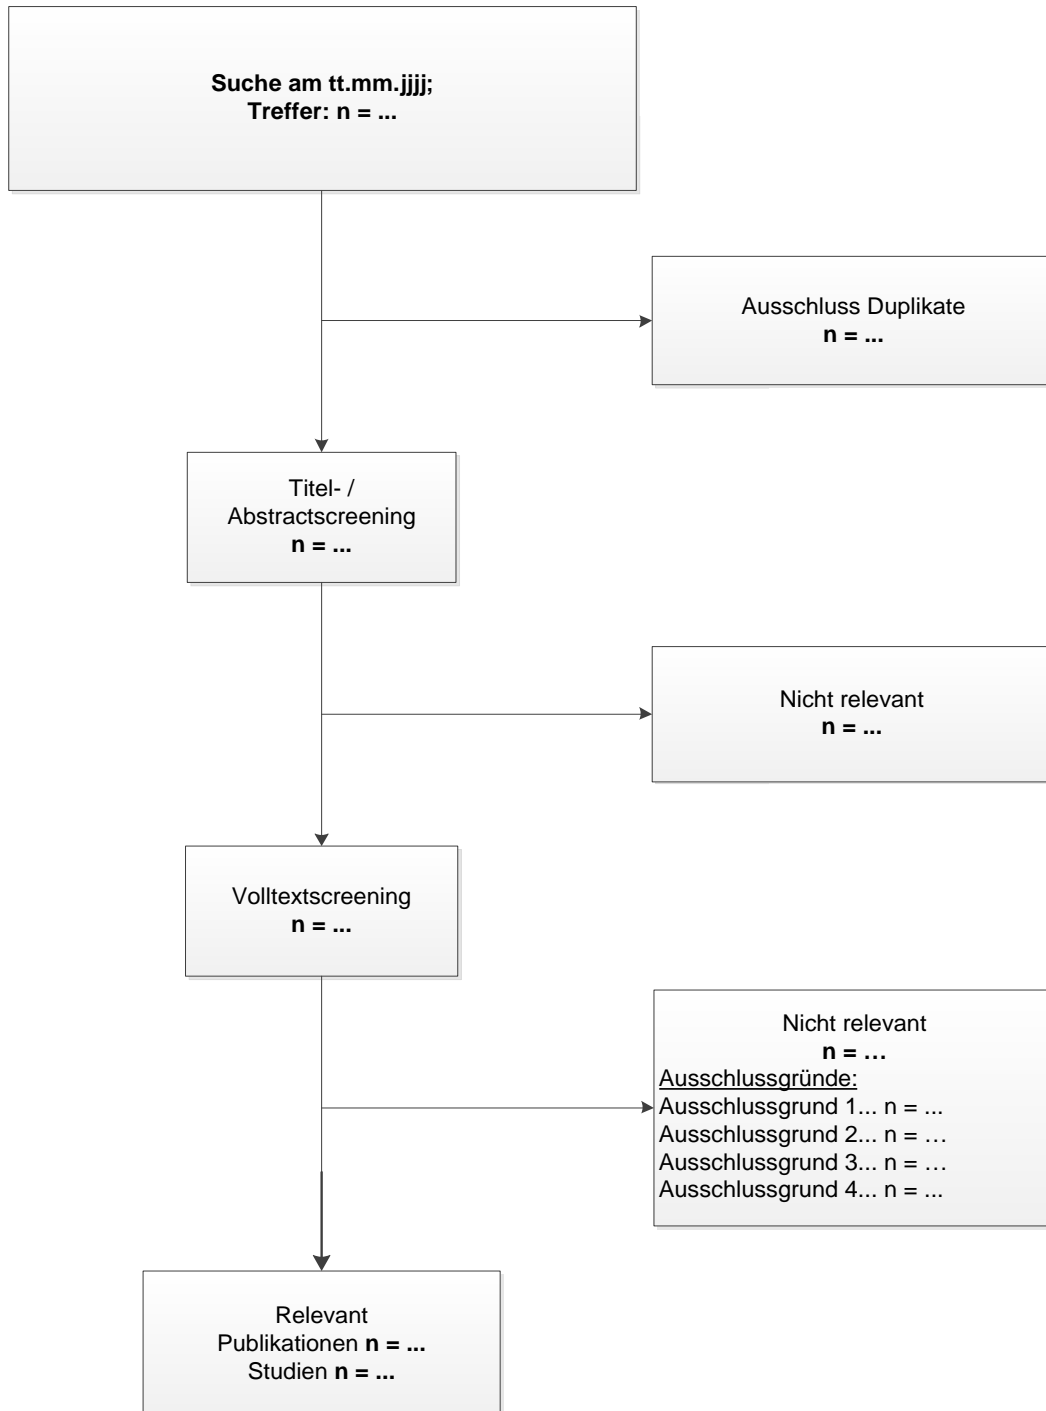 Suche am tt.mm.jjjj;
Treffer: n = ...
Ausschluss Duplikate
n = ...
Titel- /
Abstractscreening
n = ...
Nicht relevant
n = ...
Volltextscreening
n = ...
Nicht relevant
n = …
Ausschlussgründe:
Ausschlussgrund 1... n = ...
Ausschlussgrund 2... n = …
Ausschlussgrund 3... n = …
Ausschlussgrund 4... n = ...
Relevant
Publikationen n = ...
Studien n = ...